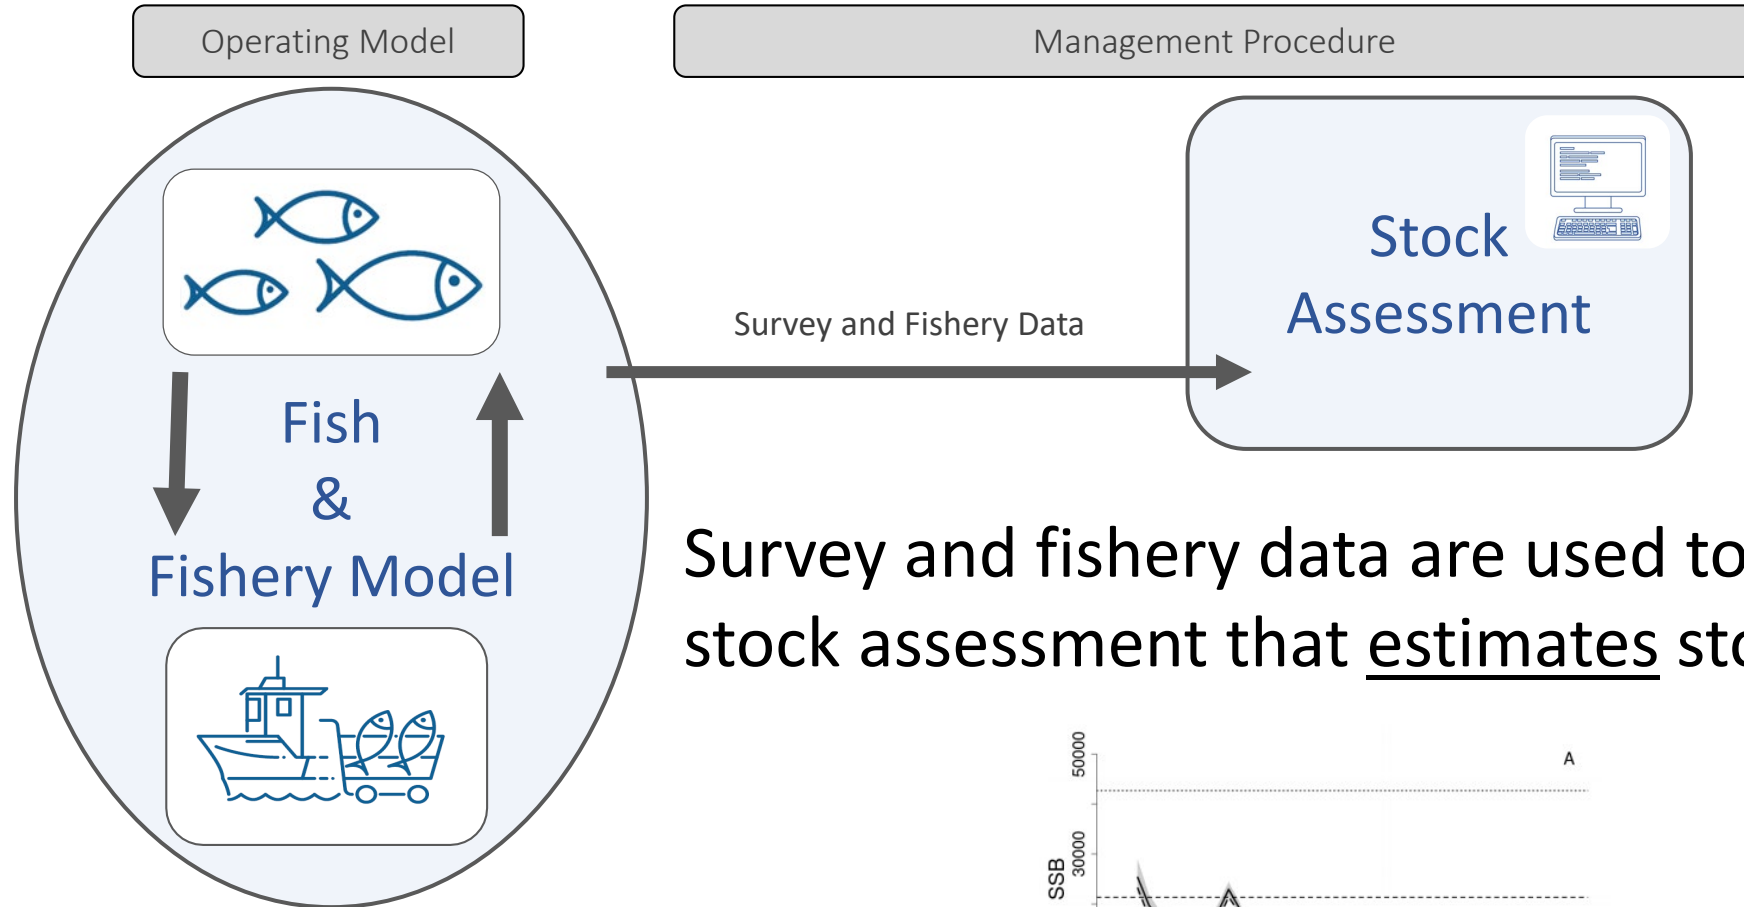 Operating Model
Management Procedure
Stock
Assessment
Survey and Fishery Data
Fish
&
Fishery Model
Survey and fishery data are used to
stock assessment that estimates sto
50000
A
30000
SSB